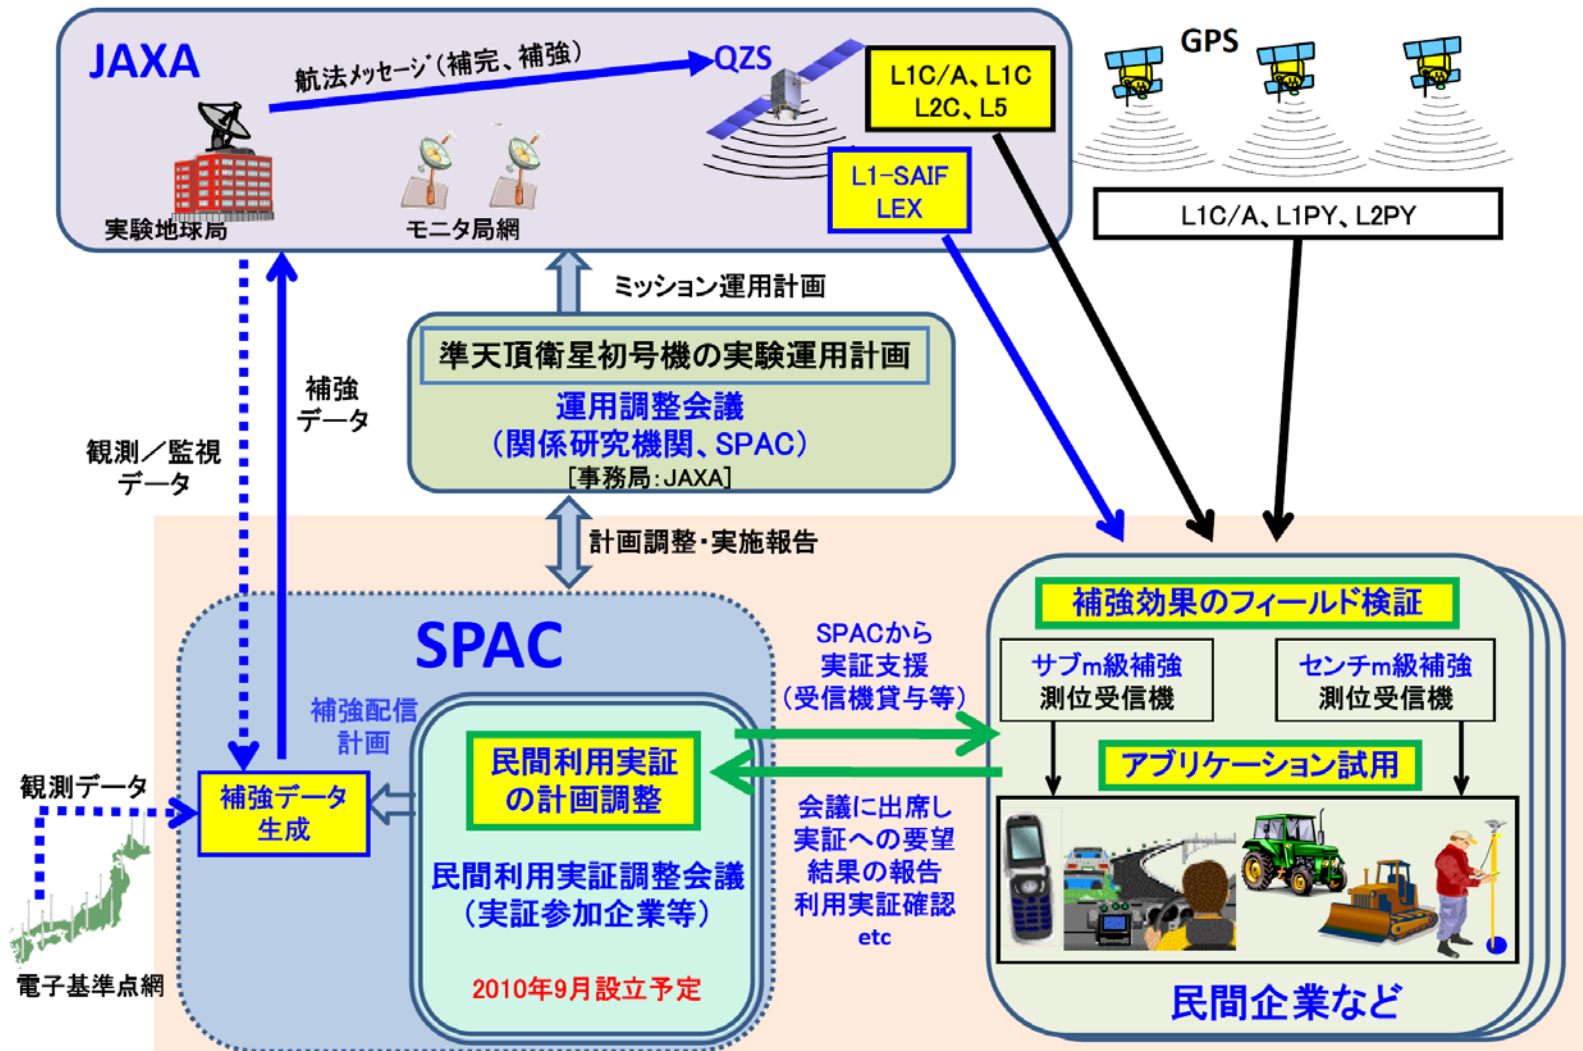 JAXA
航法メッセージ(補完、補強)
QZS
L1C/A、L1C
L2C、L5
GPS
L1-SAIF
LEX
L1C/A、L1PY、L2PY
実験地球局
モニタ局網
ミッション運用計画
準天頂衛星初号機の実験運用計画
運用調整会議
(関係研究機関、SPAC)
[事務局:JAXA]
補強
データ
観測/監視
データ
計画調整・実施報告
SPAC
補強配信
計画
民間利用実証
の計画調整
民間利用実証調整会議
(実証参加企業等)
2010年9月設立予定
観測データ
補強データ
生成
電子基準点網
SPACから
実証支援
(受信機貸与等)
会議に出席し
実証への要望
結果の報告
利用実証確認
etc
補強効果のフィールド検証
サブm級補強
測位受信機
センチm級補強
測位受信機
アプリケーション試用
民間企業など